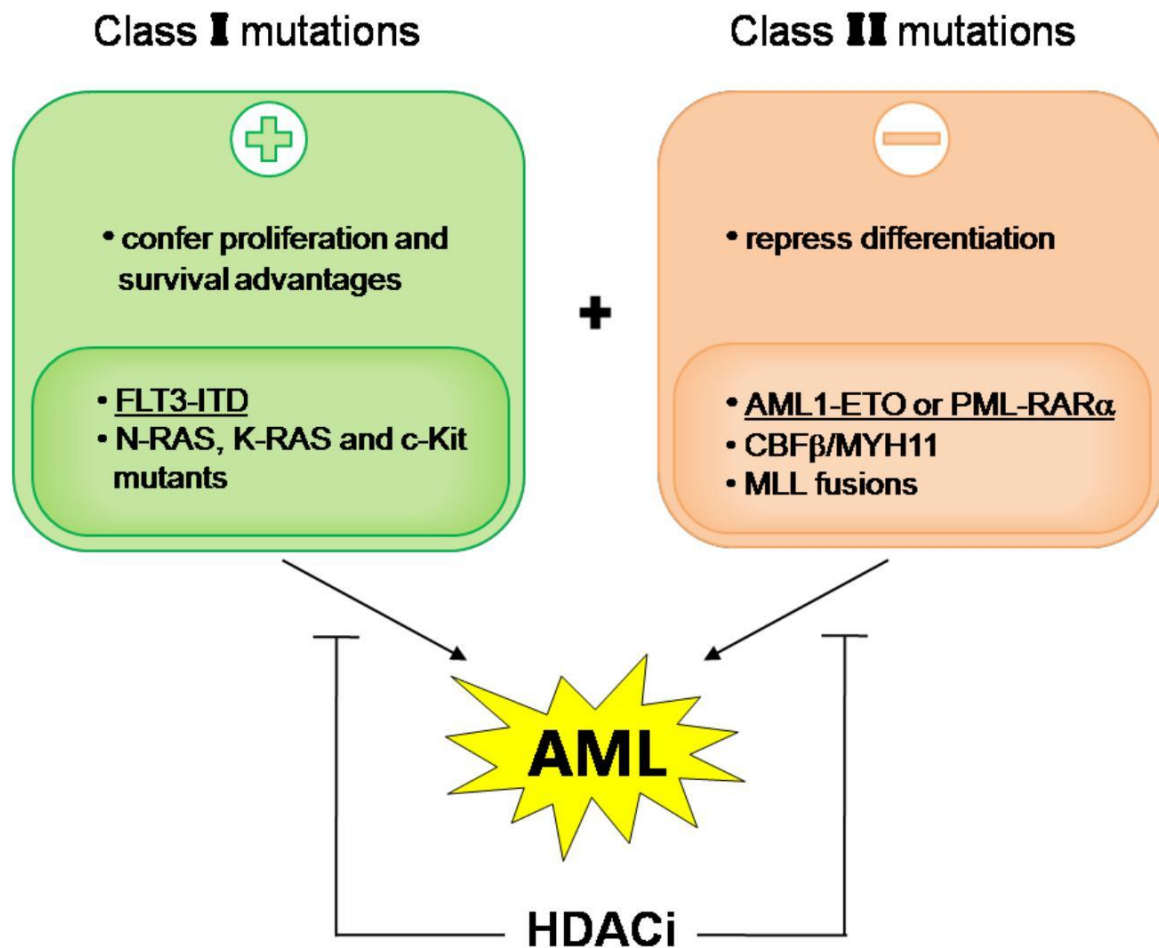 Class I mutations
Class II mutations
• confer proliferation and
survival advantages
• repress differentiation
+
• FLT3-ITD
• N-RAS, K-RAS and c-Kit
mutants
• AML1-ETO or PML-RARα
• CBFβ/MYH11
• MLL fusions
AML
HDACi